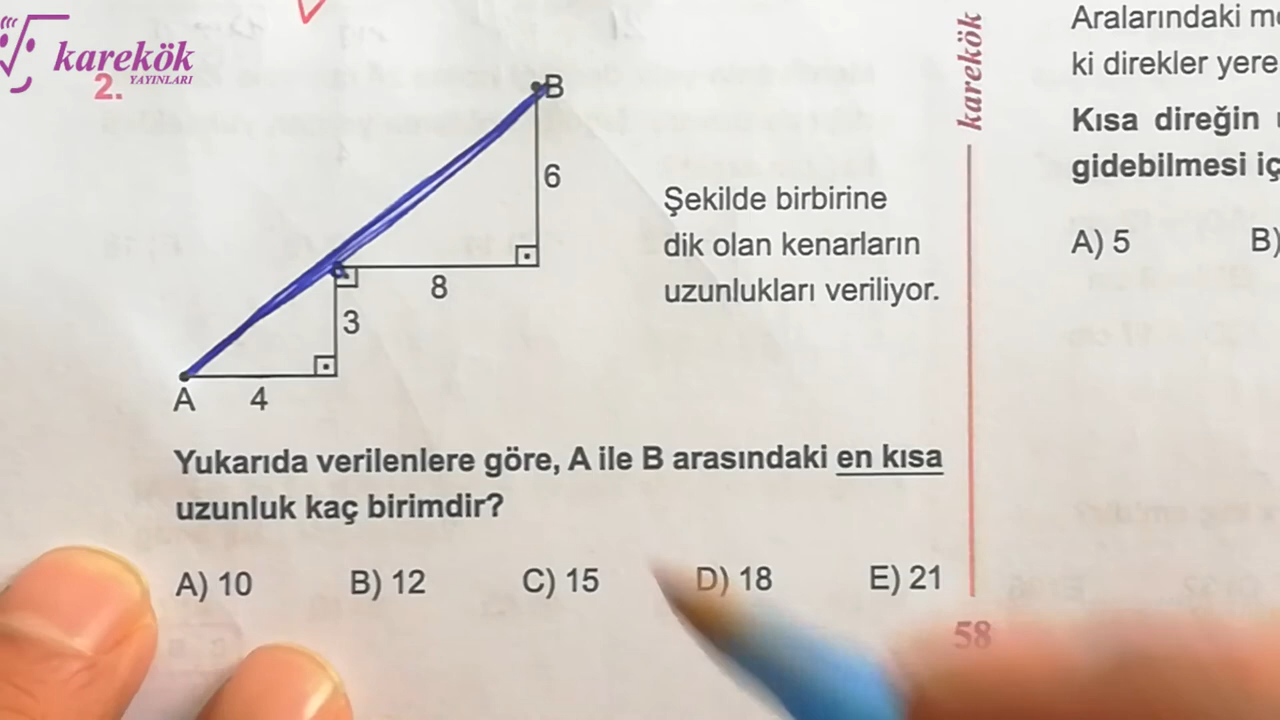 karekök
YAYINLARI
2.
B
6
8
3
A
4
Şekilde birbirine
dik olan kenarların
uzunlukları veriliyor.
Yukarıda verilenlere göre, A ile B arasındaki en kısa
uzunluk kaç birimdir?
A) 10 B) 12 C) 15 D) 18 E) 21
karekök
58
Aralarındaki
ki direkler yere
Kısa direğin
gidebilmesi
A) 5 B)